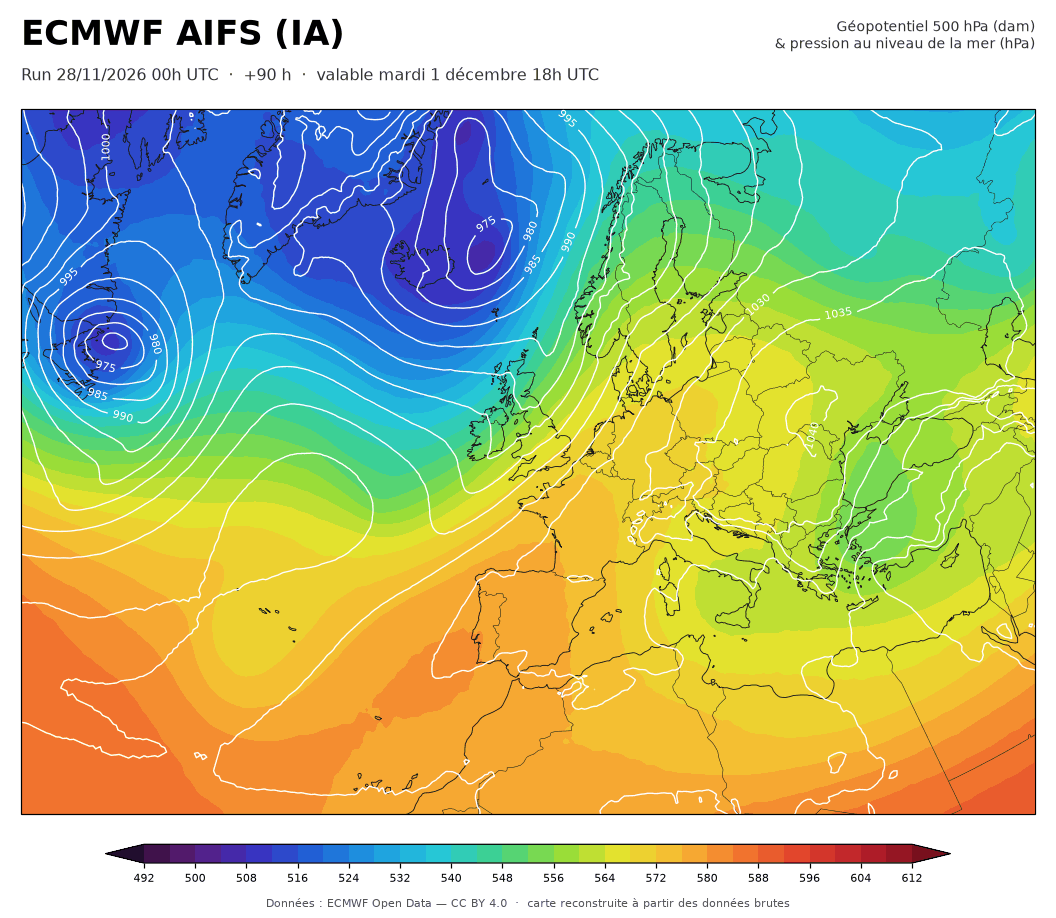 ECMWF AIFS (IA)
Géopotentiel 500 hPa (dam)
& pression au niveau de la mer (hPa)
Run 28/11/2026 00h UTC · +90 h · valable mardi 1 décembre 18h UTC
995
1000
975
980
990
985
995
1030
1035
980
975
985
990
1040
492 500 508 516 524 532 540 548 556 564 572 580 588 596 604 612
Données : ECMWF Open Data — CC BY 4.0 · carte reconstruite à partir des données brutes